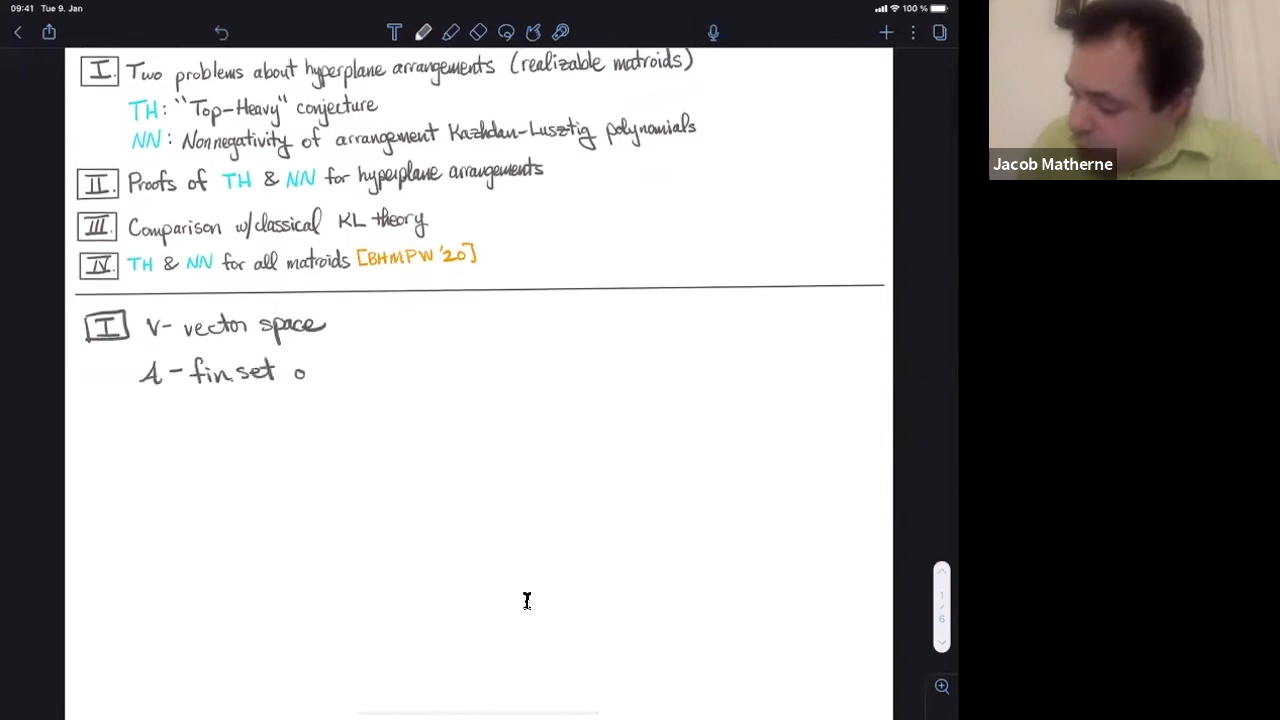 09:41 Tue 9. Jan
100 %
I. Two problems about hyperplane arrangements (realizable matroids)
TH: "Top-Heavy" conjecture
NN: Nonnegativity of arrangement Kazhdan-Lusztig polynomials
II. Proofs of TH & NN for hyperplane arrangements
III. Comparison w/classical KL theory
IV. TH & NN for all matroids [BHMPW '20]
I V- vector space
A - fin. set o
Jacob Matherne
1
/
6